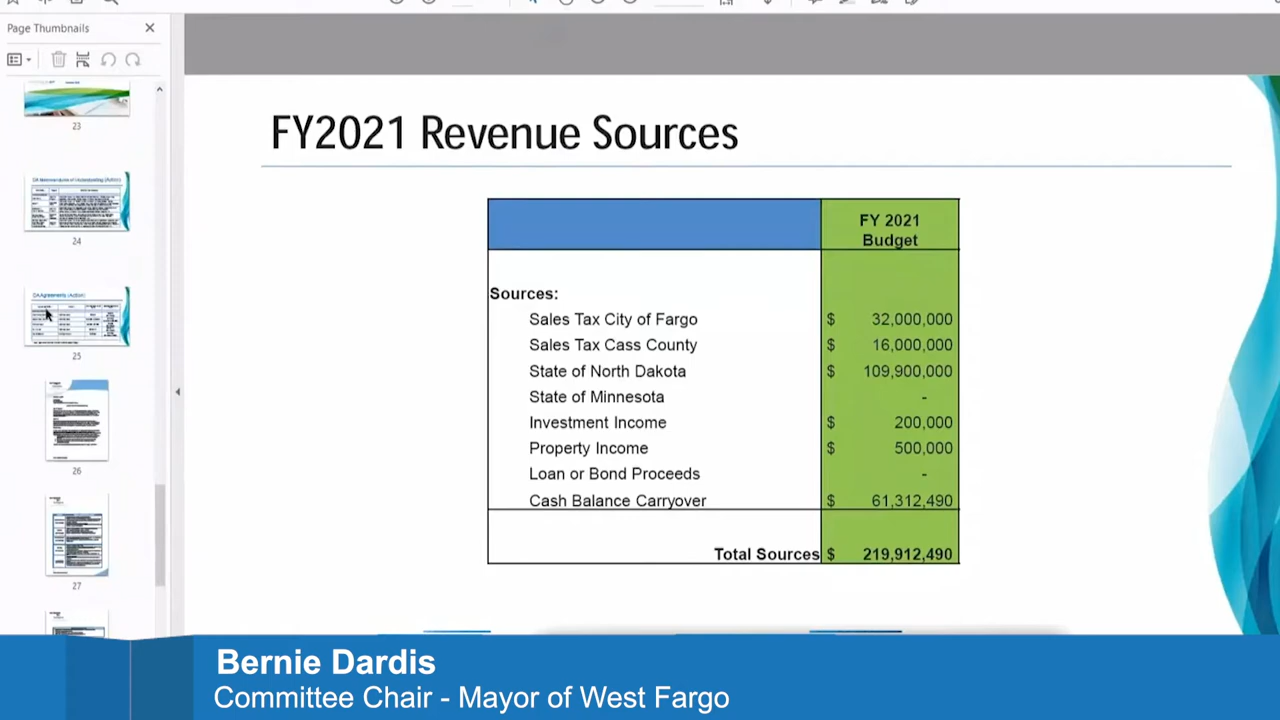 Page Thumbnails
23
24
25
26
27
FY2021 Revenue Sources
FY 2021
Budget
Sources:
Sales Tax City of Fargo $ 32,000,000
Sales Tax Cass County $ 16,000,000
State of North Dakota $ 109,900,000
State of Minnesota -
Investment Income $ 200,000
Property Income $ 500,000
Loan or Bond Proceeds -
Cash Balance Carryover $ 61,312,490
Total Sources $ 219,912,490
Bernie Dardis
Committee Chair - Mayor of West Fargo